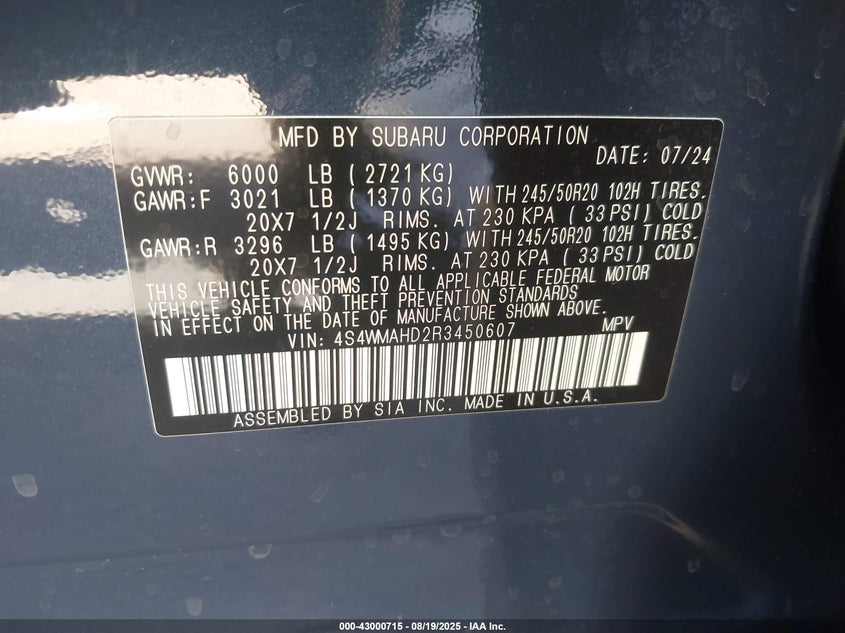 MFD BY SUBARU CORPORATION
DATE: 07/24
GVWR: 6000 LB ( 2721 KG)
GAWR:F 3021 LB ( 1370 KG) WITH 245/50R20 102H TIRES.
20X7 1/2J RIMS. AT 230 KPA ( 33 PSI) COLD
GAWR:R 3296 LB ( 1495 KG) WITH 245/50R20 102H TIRES.
20X7 1/2J RIMS. AT 230 KPA ( 33 PSI) COLD
THIS VEHICLE CONFORMS TO ALL APPLICABLE FEDERAL MOTOR
VEHICLE SAFETY AND THEFT PREVENTION STANDARDS
IN EFFECT ON THE DATE OF MANUFACTURE SHOWN ABOVE.
VIN: 4S4WMAHD2R3450607 MPV
ASSEMBLED BY SIA INC. MADE IN U.S.A.
000-43000715 - 08/19/2025 - IAA Inc.